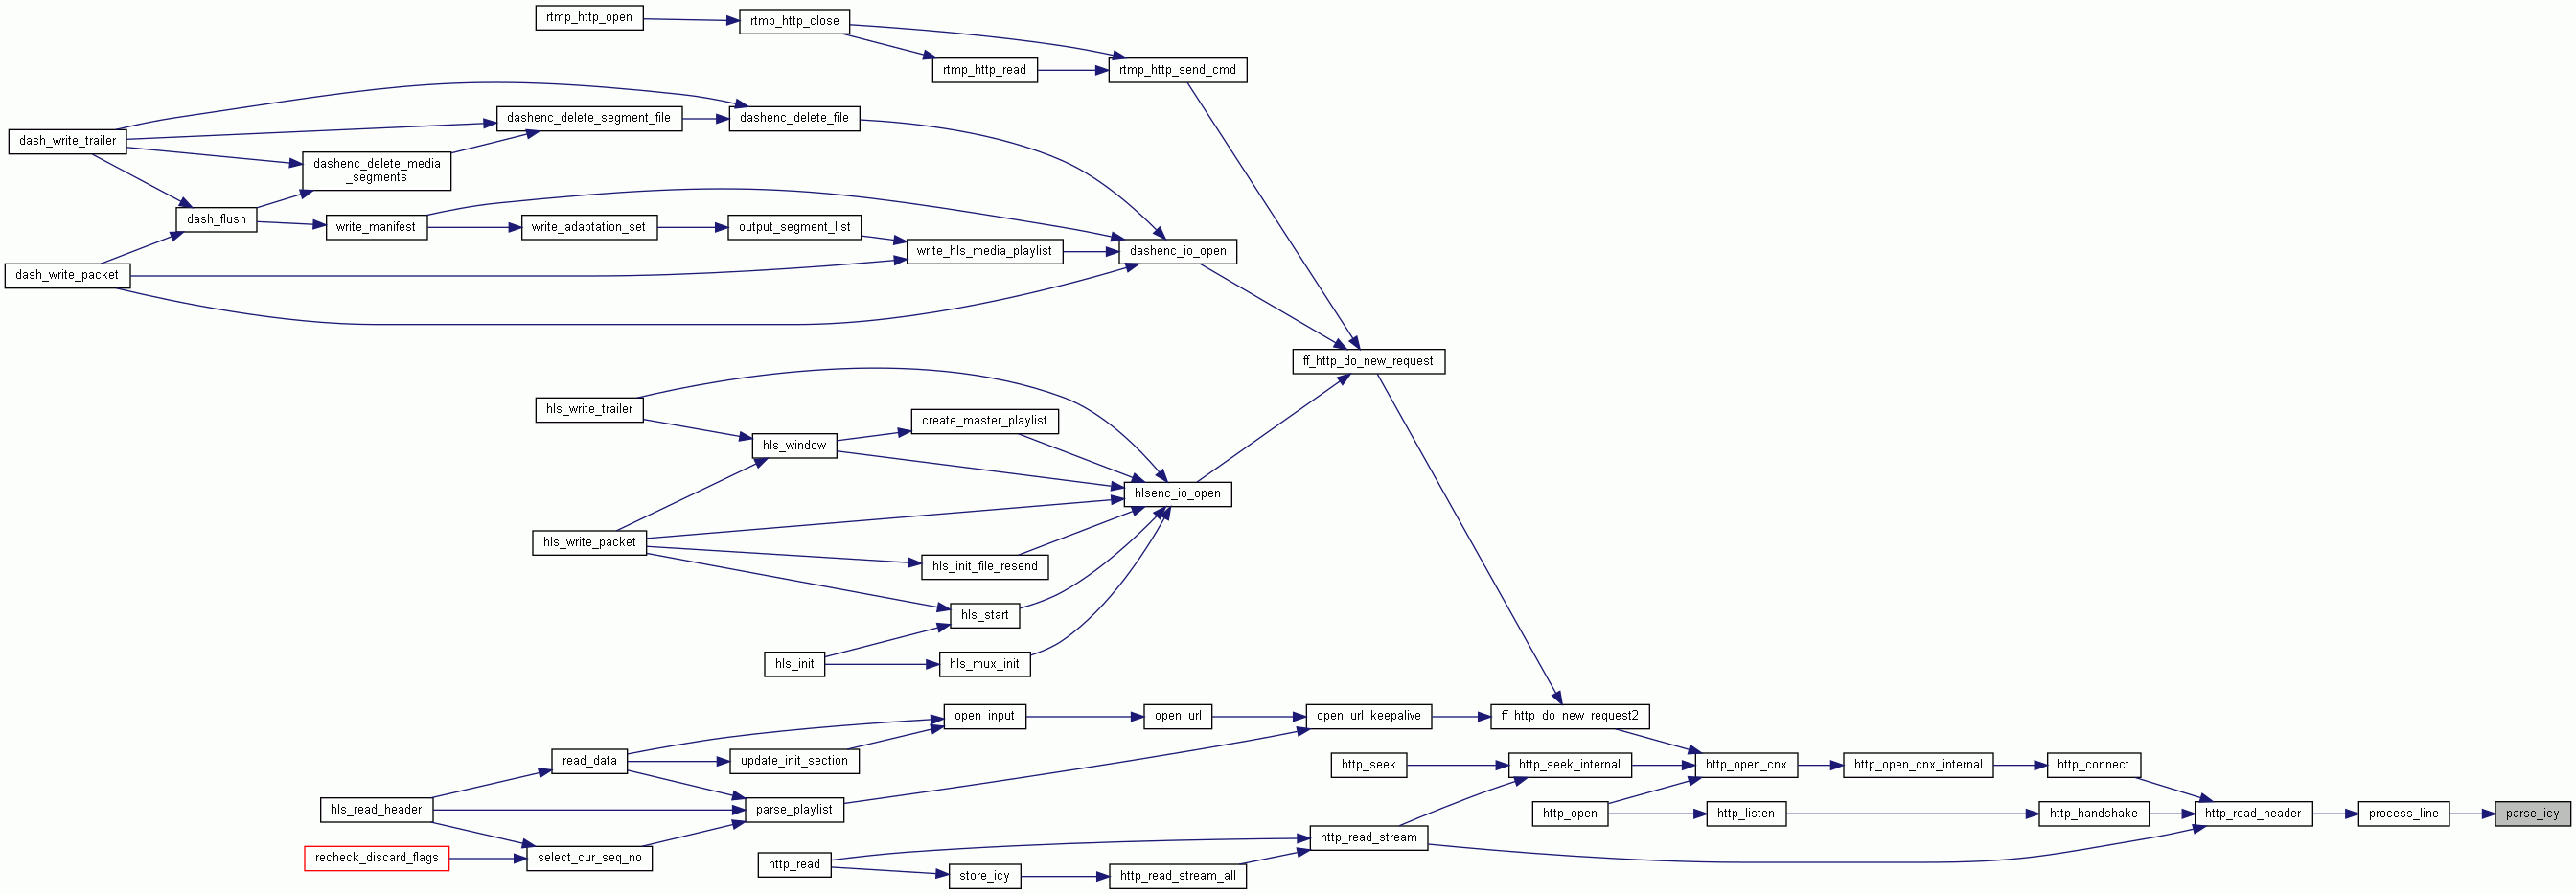 rtmp_http_open
rtmp_http_close
rtmp_http_read
rtmp_http_send_cmd
dashenc_delete_segment_file
dashenc_delete_file
dash_write_trailer
dashenc_delete_media
_segments
dash_flush
write_manifest
write_adaptation_set
output_segment_list
write_hls_media_playlist
dashenc_io_open
dash_write_packet
ff_http_do_new_request
hls_write_trailer
create_master_playlist
hls_window
hlsenc_io_open
hls_write_packet
hls_init_file_resend
hls_start
hls_init
hls_mux_init
open_input
open_url
open_url_keepalive
ff_http_do_new_request2
read_data
update_init_section
http_seek
http_seek_internal
http_open_cnx
http_open_cnx_internal
http_connect
hls_read_header
parse_playlist
http_open
http_listen
http_handshake
http_read_header
process_line
parse_icy
http_read_stream
recheck_discard_flags
select_cur_seq_no
http_read
store_icy
http_read_stream_all